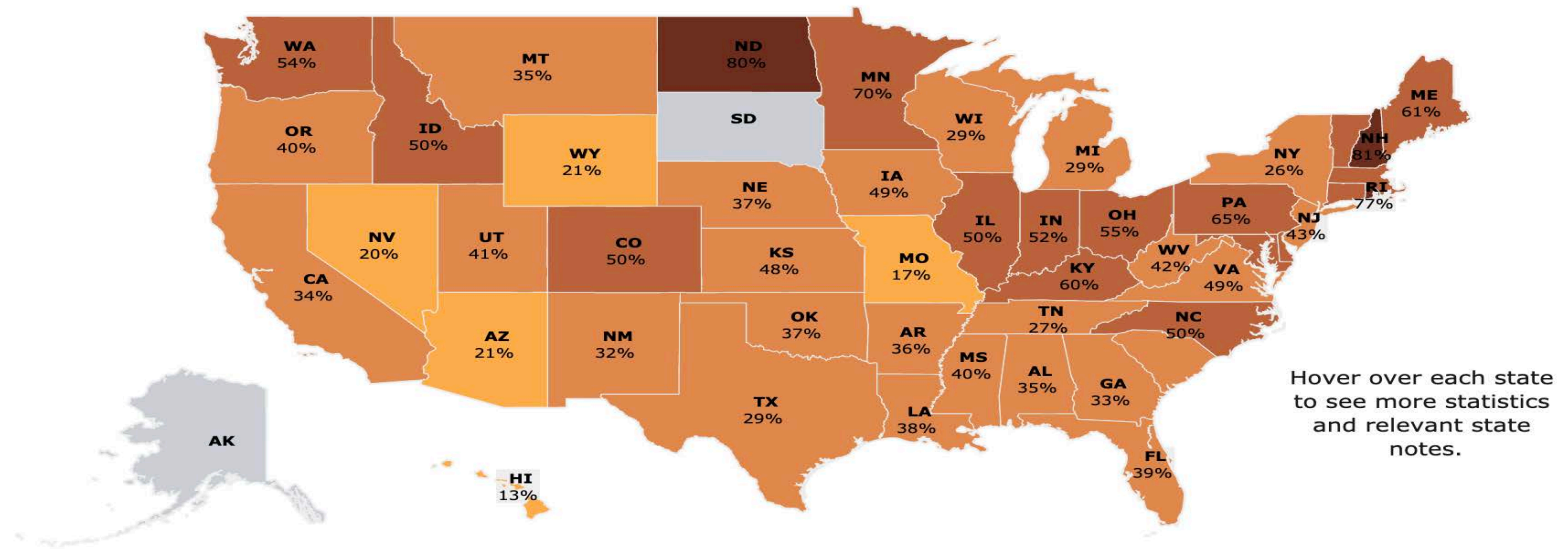 WA
54%
MT
35%
ND
80%
MN
70%
ME
61%
OR
40%
ID
50%
SD
WI
29%
NH
81%
WY
21%
MI
29%
NY
26%
NE
37%
IA
49%
RI
77%
PA
65%
NJ
43%
NV
20%
UT
41%
CO
50%
IL
50%
IN
52%
OH
55%
KS
48%
MO
17%
WV
42%
CA
34%
KY
60%
VA
49%
AZ
21%
NM
32%
OK
37%
AR
36%
TN
27%
NC
50%
MS
40%
AL
35%
GA
33%
TX
29%
LA
38%
Hover over each state
to see more statistics
and relevant state
notes.
AK
FL
39%
HI
13%